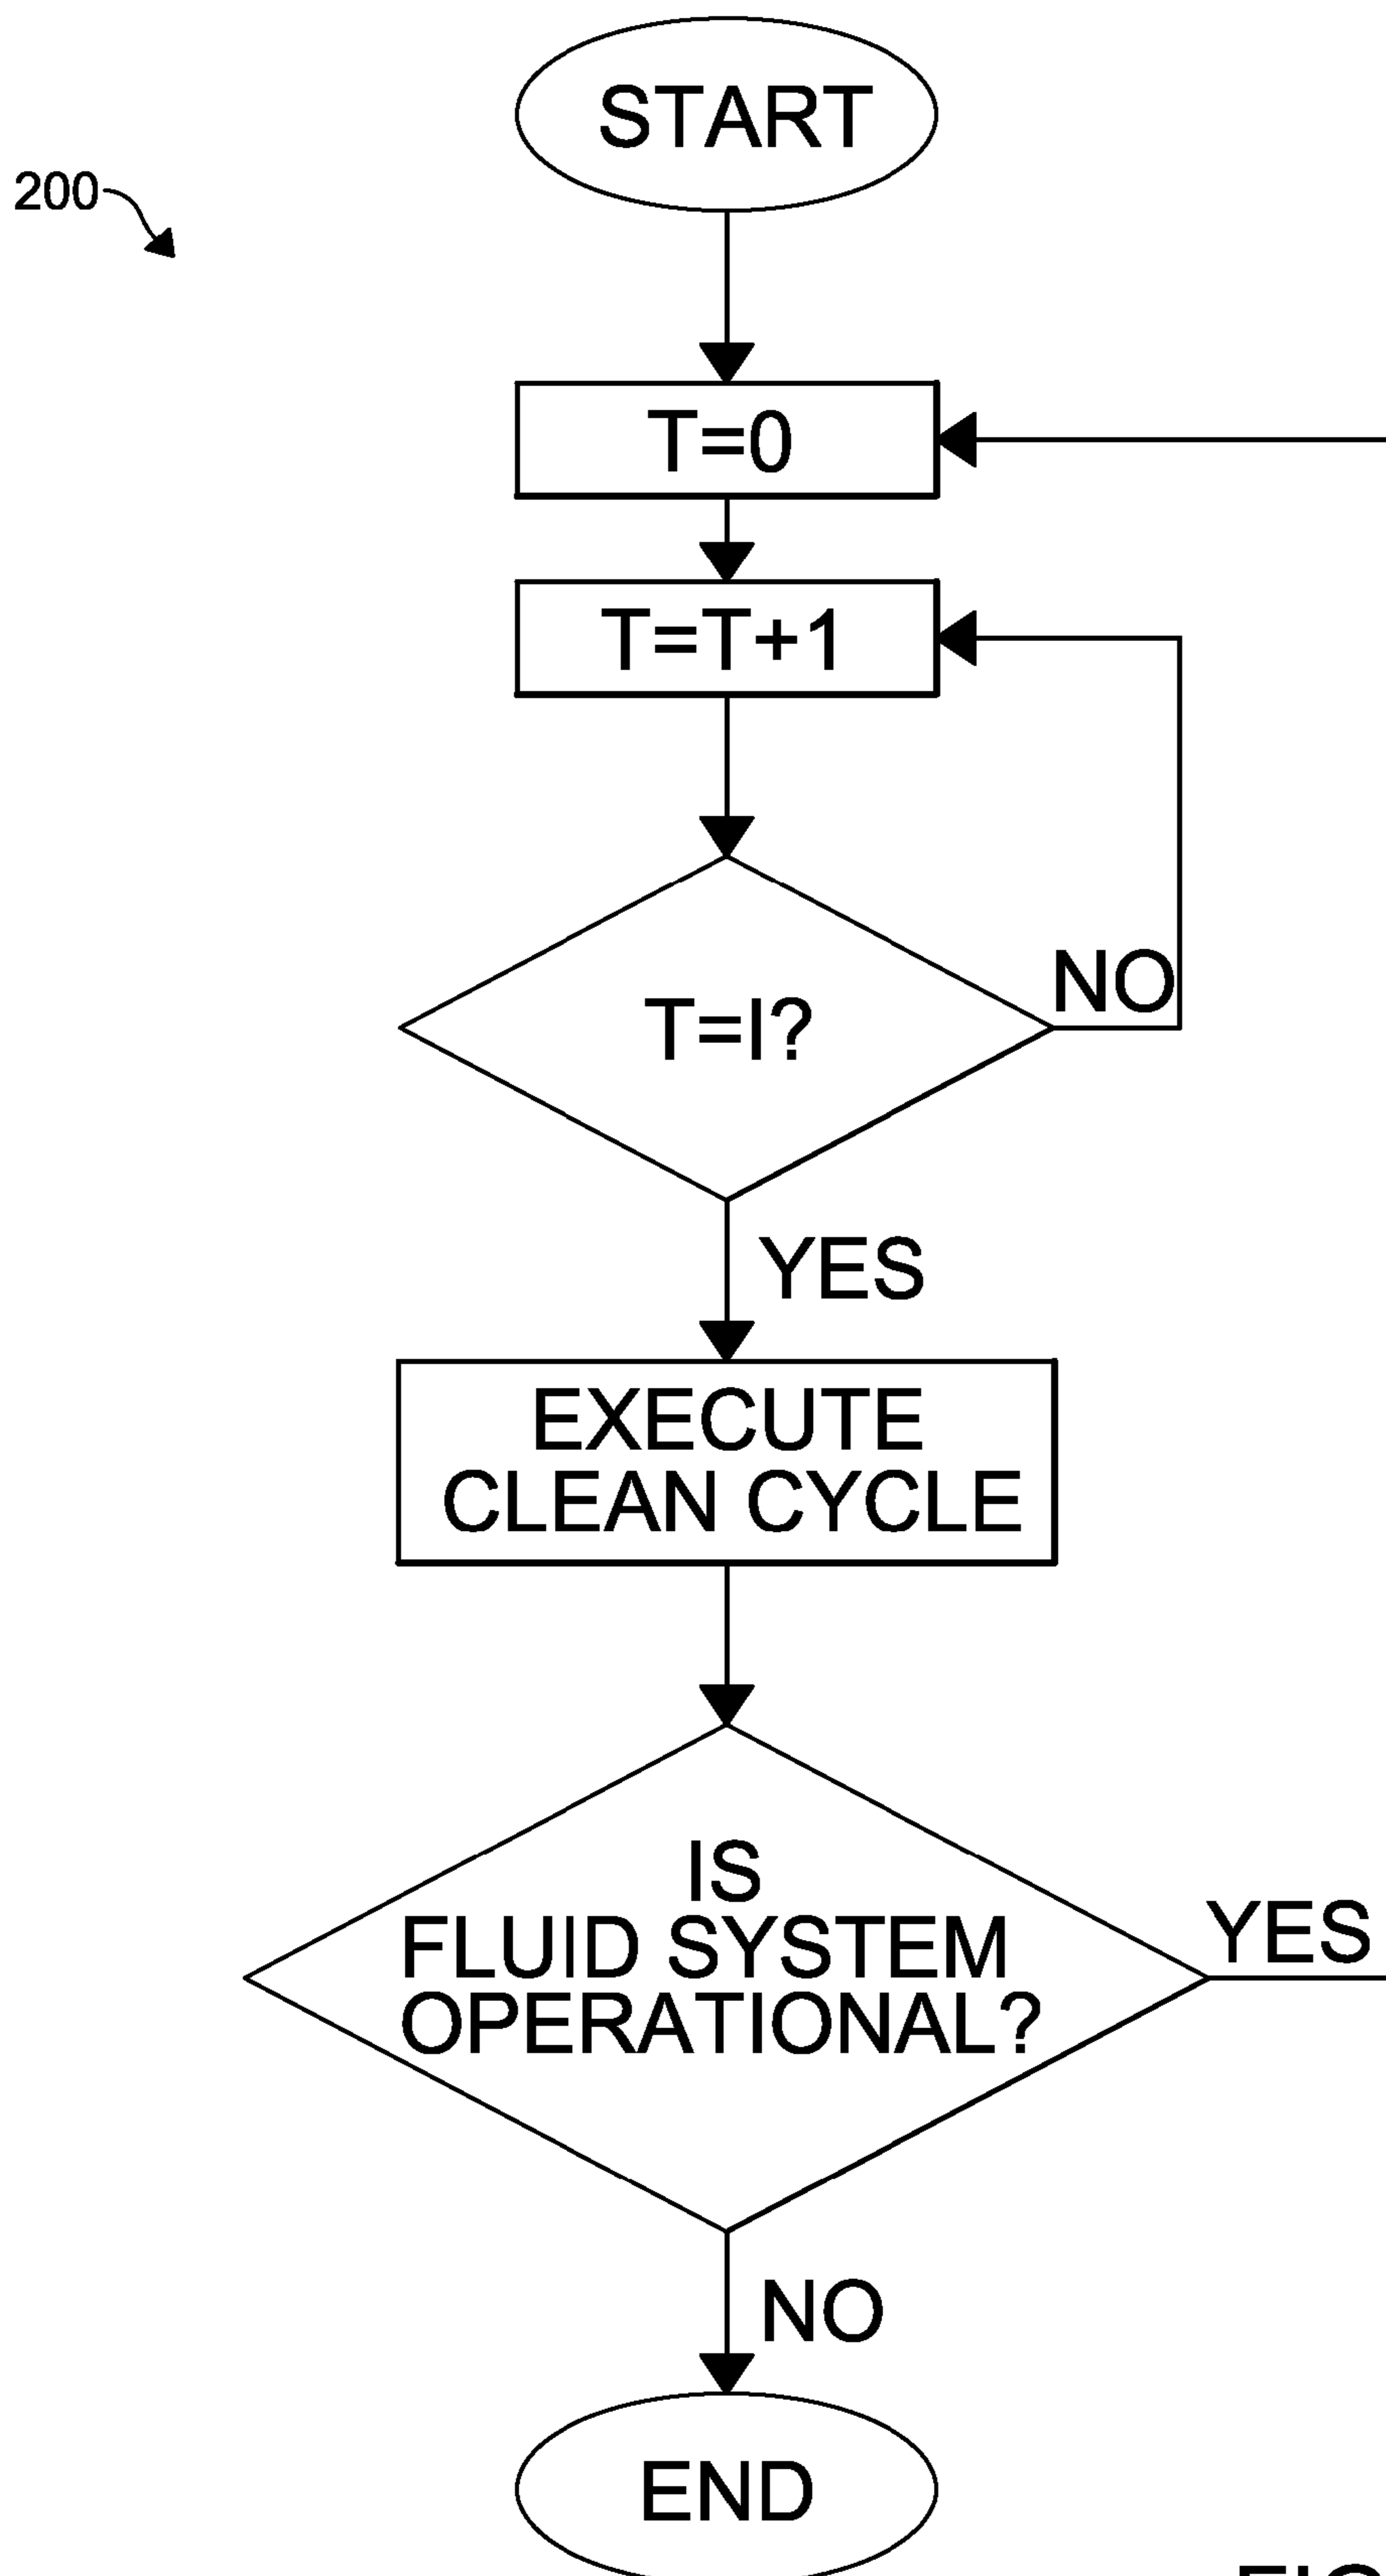 START
200
T=0
T=T+1
T=I?
NO
YES
EXECUTE
CLEAN CYCLE
IS
FLUID SYSTEM
OPERATIONAL?
YES
NO
END